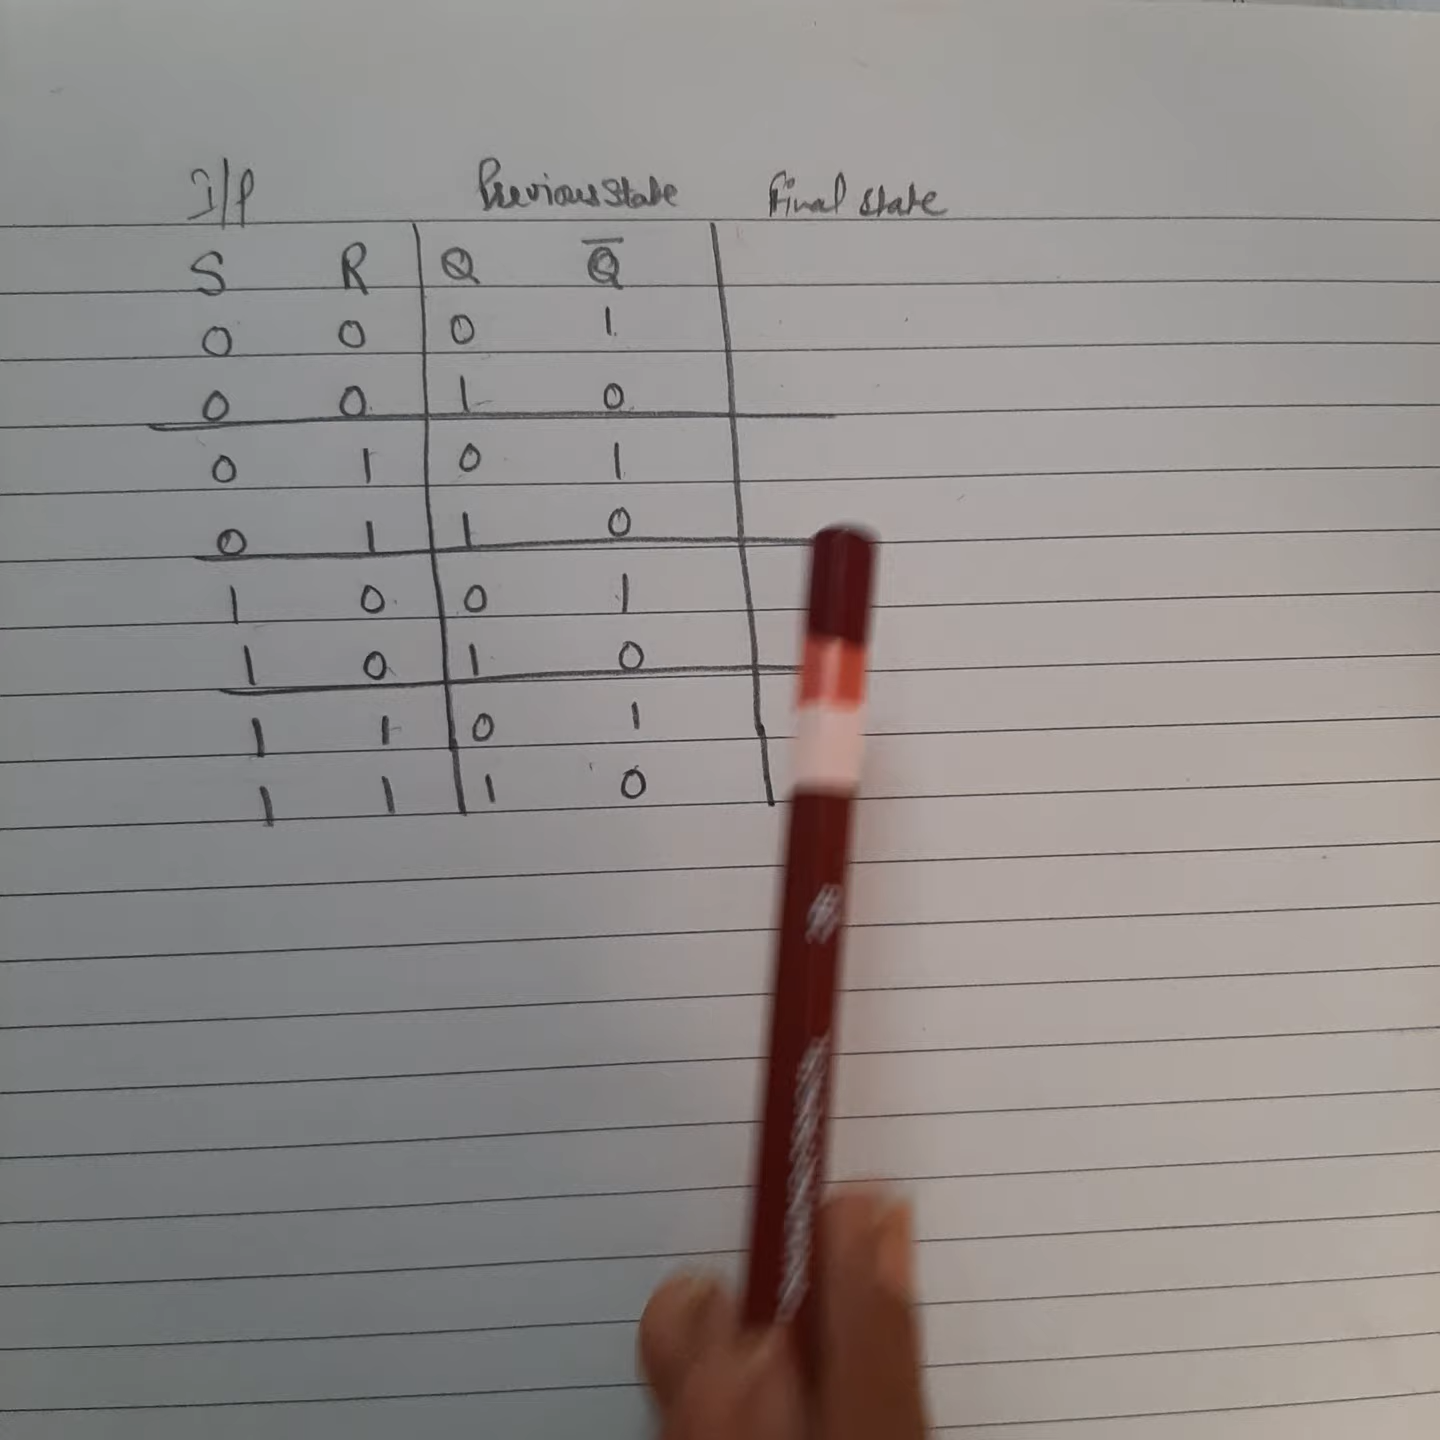 I/P Previous State Final state
S R Q Q̅
0 0 0 1
0 0 1 0
0 1 0 1
0 1 1 0
1 0 0 1
1 0 1 0
1 1 0 1
1 1 1 0